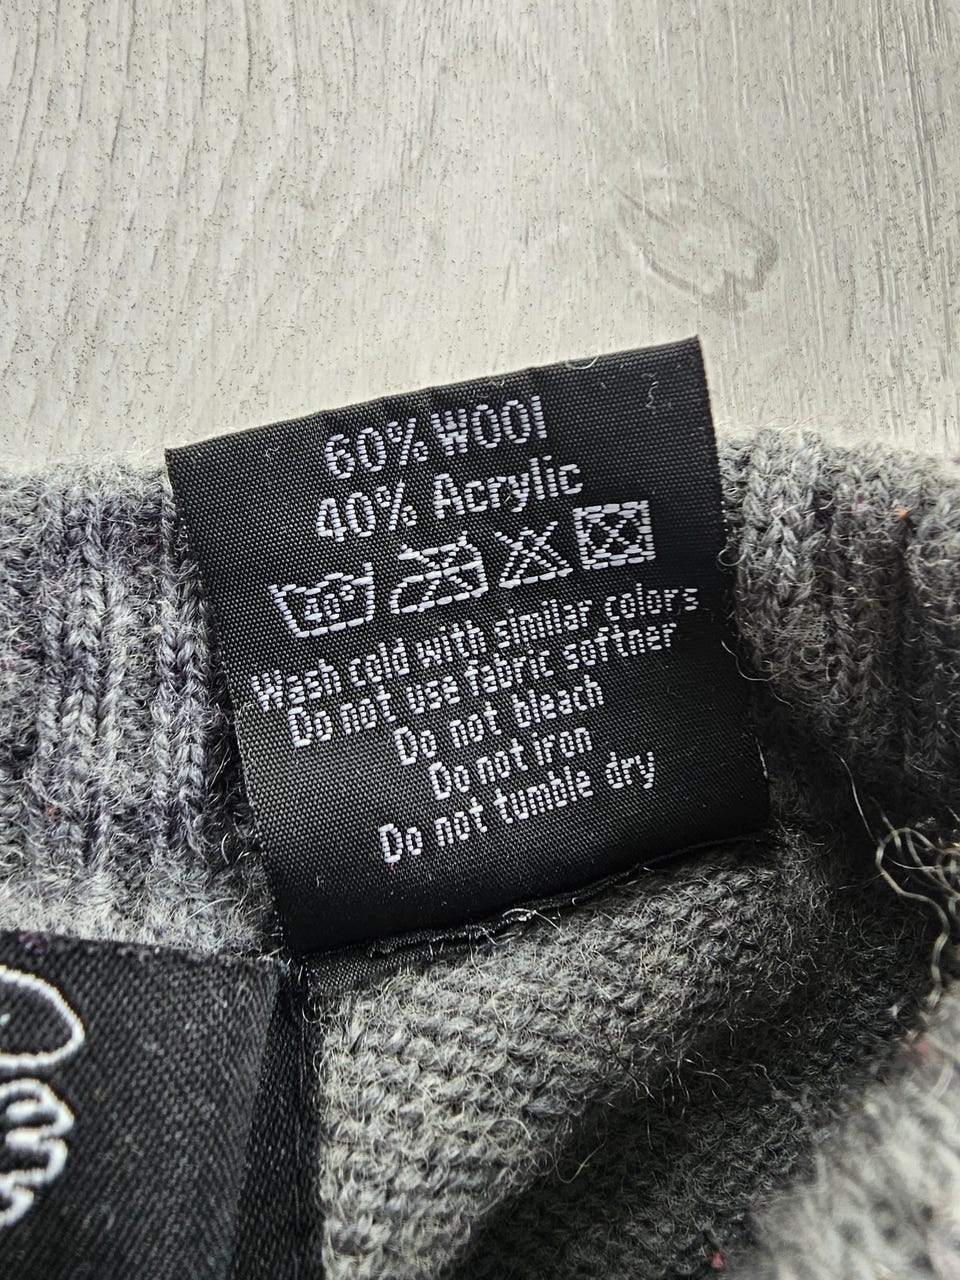 60% Wool
40% Acrylic
40°
Wash cold with similar colors
Do not use fabric softner
Do not bleach
Do not iron
Do not tumble dry